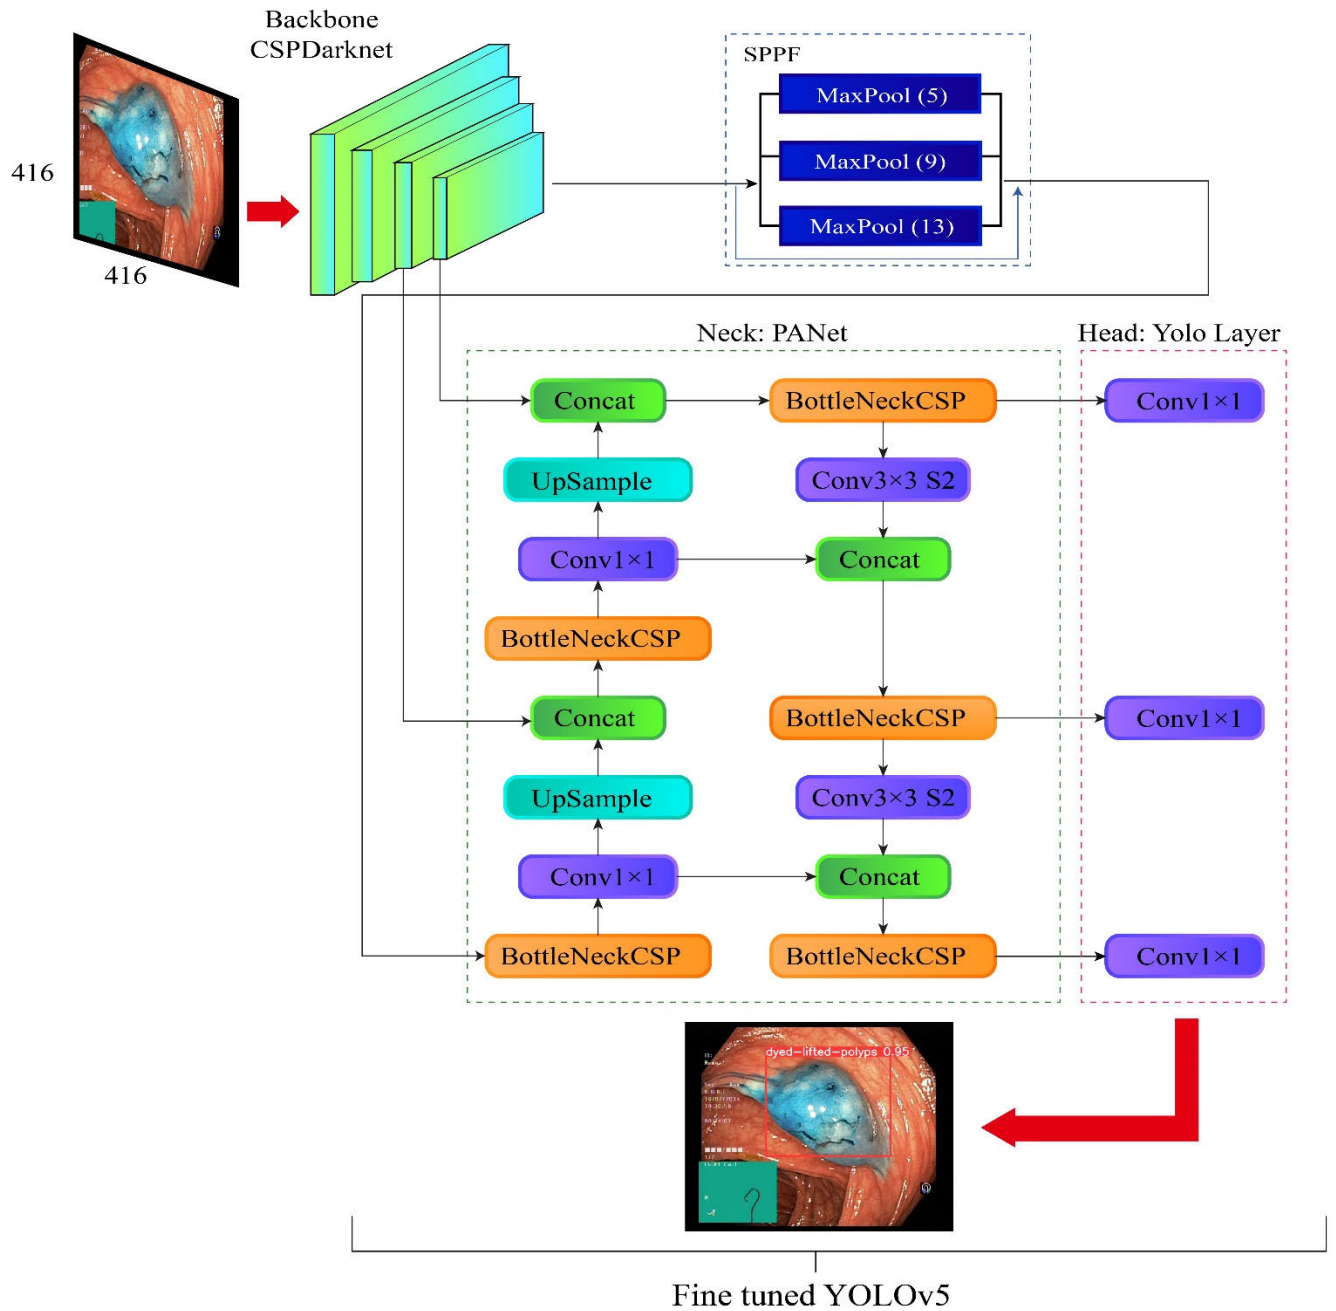 Backbone
CSPDarknet
416
416
SPPF
MaxPool (5)
MaxPool (9)
MaxPool (13)
Neck: PANet
Head: Yolo Layer
Concat
BottleNeckCSP
Conv1×1
UpSample
Conv3×3 S2
Conv1×1
Concat
BottleNeckCSP
Concat
BottleNeckCSP
Conv1×1
UpSample
Conv3×3 S2
Conv1×1
Concat
BottleNeckCSP
BottleNeckCSP
Conv1×1
dyed-lifted-polyps 0.95
Fine tuned YOLOv5